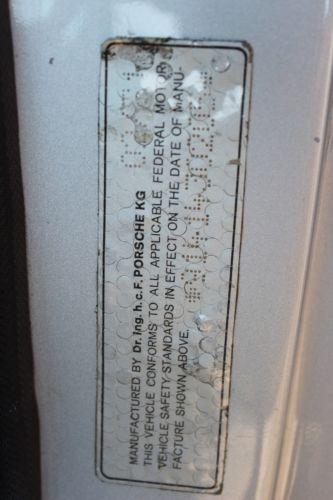 MANUFACTURED BY Dr. Ing. h. c. F. PORSCHE KG
THIS VEHICLE CONFORMS TO ALL APPLICABLE FEDERAL MOTOR
VEHICLE SAFETY STANDARDS IN EFFECT ON THE DATE OF MANU-
FACTURE SHOWN ABOVE.